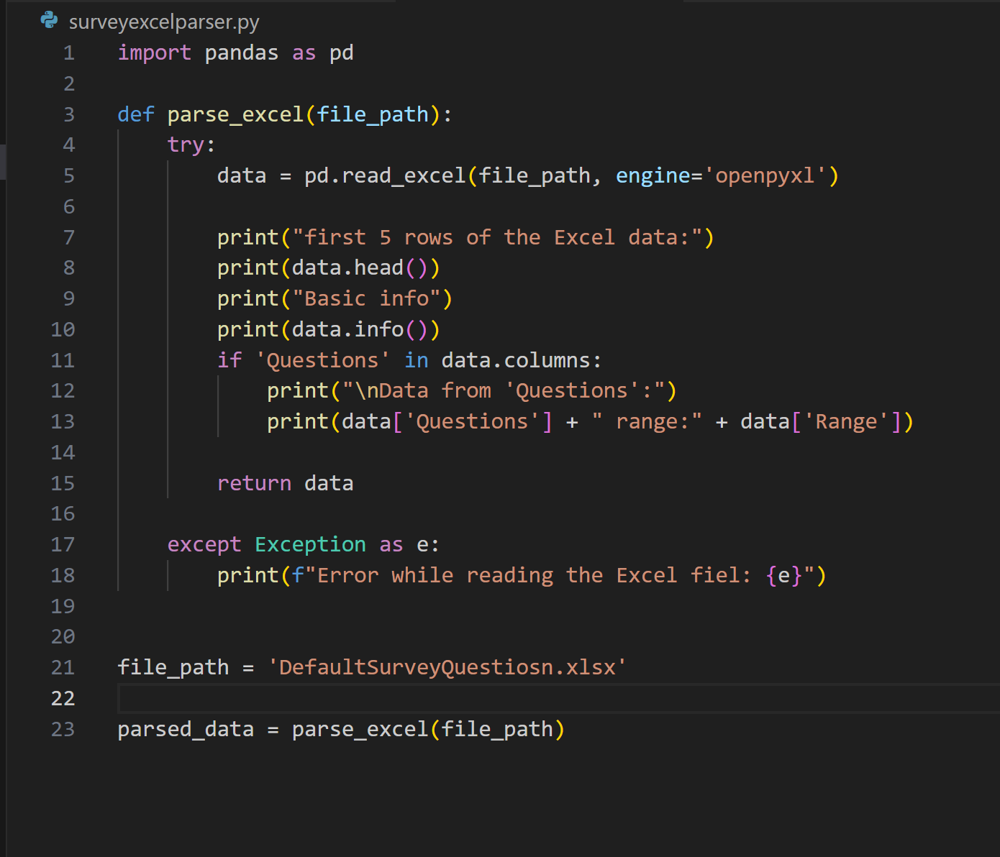 surveyexcelparser.py
1 import pandas as pd
2
3 def parse_excel(file_path):
4     try:
5         data = pd.read_excel(file_path, engine='openpyxl')
6
7         print("first 5 rows of the Excel data:")
8         print(data.head())
9         print("Basic info")
10         print(data.info())
11         if 'Questions' in data.columns:
12             print("\nData from 'Questions':")
13             print(data['Questions'] + " range:" + data['Range'])
14
15         return data
16
17     except Exception as e:
18         print(f"Error while reading the Excel fiel: {e}")
19
20
21 file_path = 'DefaultSurveyQuestiosn.xlsx'
22
23 parsed_data = parse_excel(file_path)